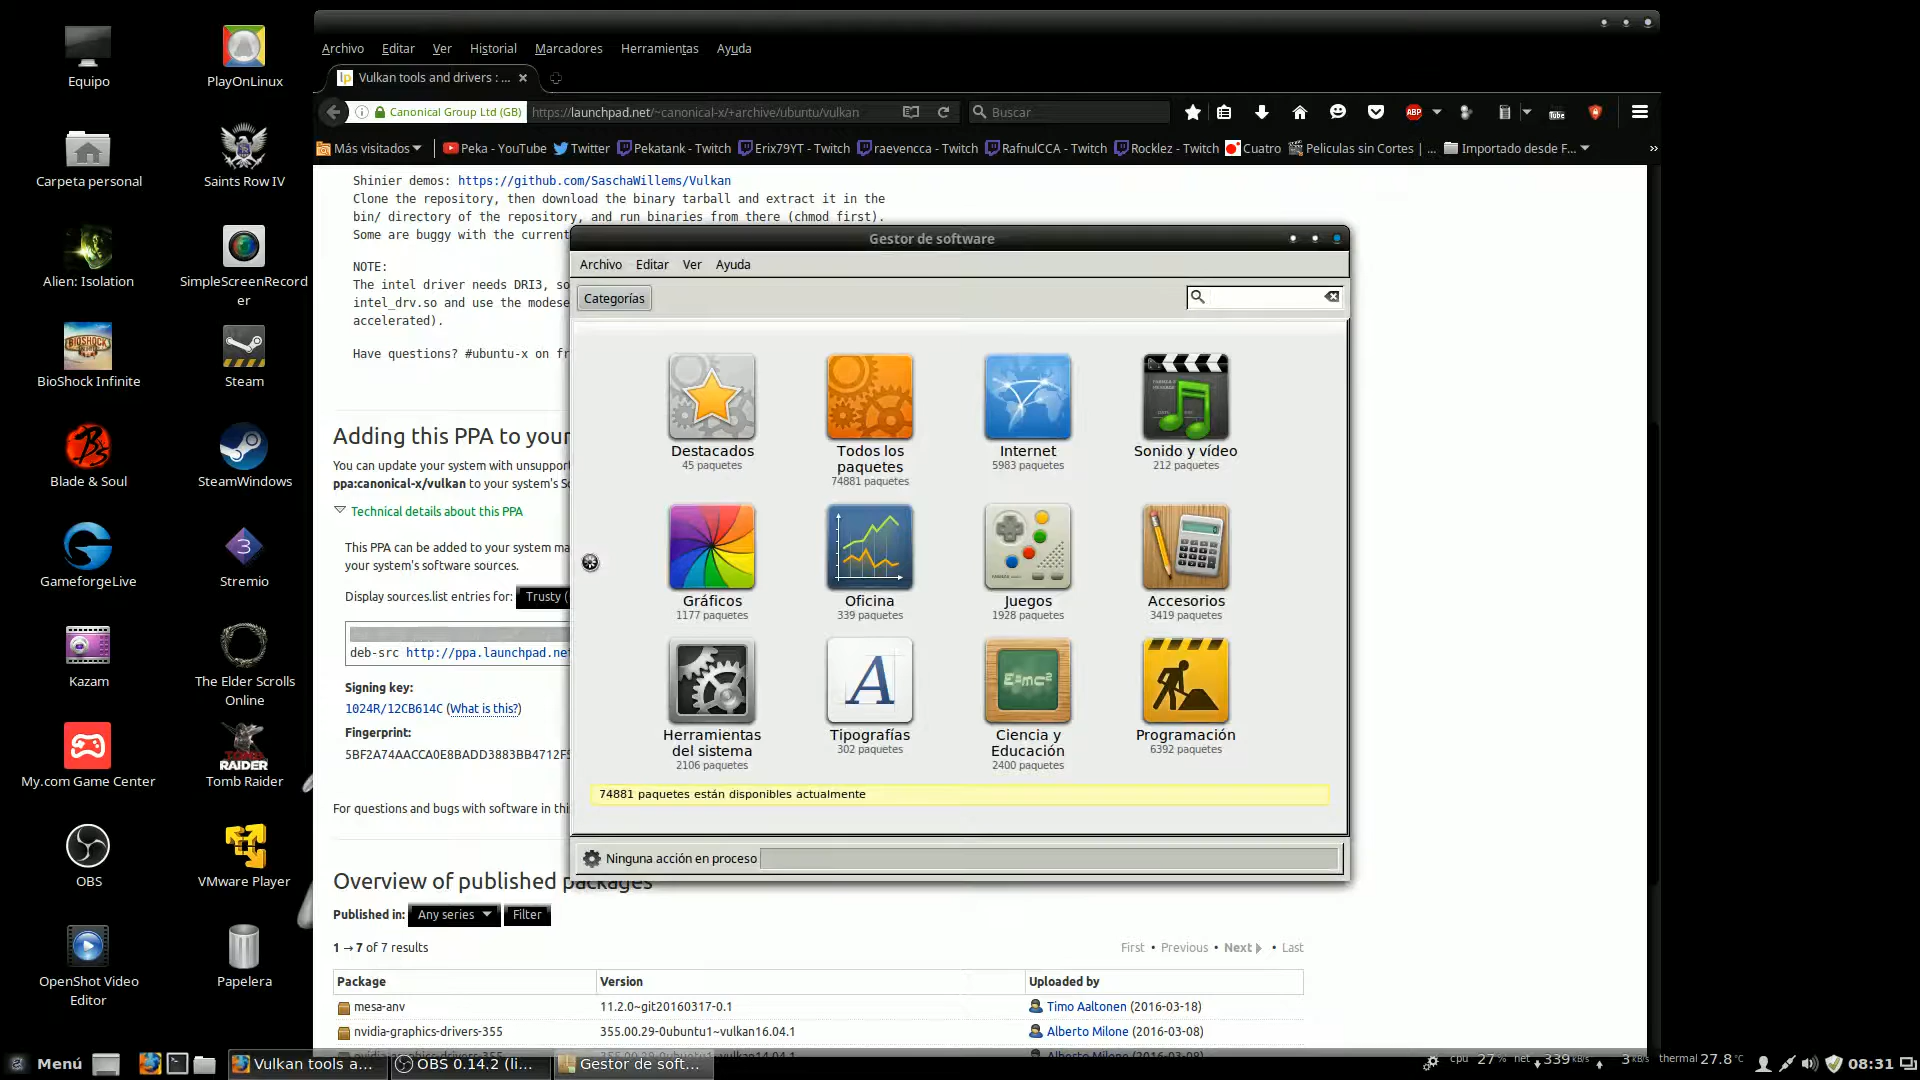 Equipo
PlayOnLinux
Carpeta personal
Saints Row IV
Alien: Isolation
SimpleScreenRecord
er
BioShock Infinite
Steam
Blade & Soul
SteamWindows
GameforgeLive
Stremio
Kazam
The Elder Scrolls
Online
My.com Game Center
Tomb Raider
OBS
VMware Player
OpenShot Video
Editor
Papelera
Archivo Editar Ver Historial Marcadores Herramientas Ayuda
Vulkan tools and drivers : ...
Canonical Group Ltd (GB) https://launchpad.net/~canonical-x/+archive/ubuntu/vulkan Buscar ABP
Más visitados Peka - YouTube Twitter Pekatank - Twitch Erix79YT - Twitch raevencca - Twitch RafnulCCA - Twitch Rocklez - Twitch Cuatro Peliculas sin Cortes | ... Importado desde F... »
Shinier demos: https://github.com/SaschaWillems/Vulkan
Clone the repository, then download the binary tarball and extract it in the
bin/ directory of the repository, and run binaries from there (chmod first).
Some are buggy with the current
NOTE:
The intel driver needs DRI3, so
intel_drv.so and use the modese
accelerated).
Have questions? #ubuntu-x on fr
Adding this PPA to your
You can update your system with unsupport
ppa:canonical-x/vulkan to your system's So
Technical details about this PPA
This PPA can be added to your system ma
your system's software sources.
Display sources.list entries for: Trusty (
deb-src http://ppa.launchpad.net
Signing key:
1024R/12CB614C (What is this?)
Fingerprint:
5BF2A74AACCA0E8BADD3883BB4712F5
For questions and bugs with software in thi
Overview of published packages
Published in: Any series Filter
1 → 7 of 7 results
First • Previous • Next • Last
Package Version Uploaded by
mesa-anv 11.2.0~git20160317-0.1 Timo Aaltonen (2016-03-18)
nvidia-graphics-drivers-355 355.00.29-0ubuntu1~vulkan16.04.1 Alberto Milone (2016-03-08)
Gestor de software
Archivo Editar Ver Ayuda
Categorías
Destacados
45 paquetes
Todos los
paquetes
74881 paquetes
Internet
5983 paquetes
Sonido y vídeo
212 paquetes
Gráficos
1177 paquetes
Oficina
339 paquetes
Juegos
1928 paquetes
Accesorios
3419 paquetes
Herramientas
del sistema
2106 paquetes
Tipografías
302 paquetes
Ciencia y
Educación
2400 paquetes
Programación
6392 paquetes
74881 paquetes están disponibles actualmente
Ninguna acción en proceso
Menú Vulkan tools a... OBS 0.14.2 (li... Gestor de soft... cpu 27% net 339 kB/s 3 kB/s thermal 27.8 °C 08:31